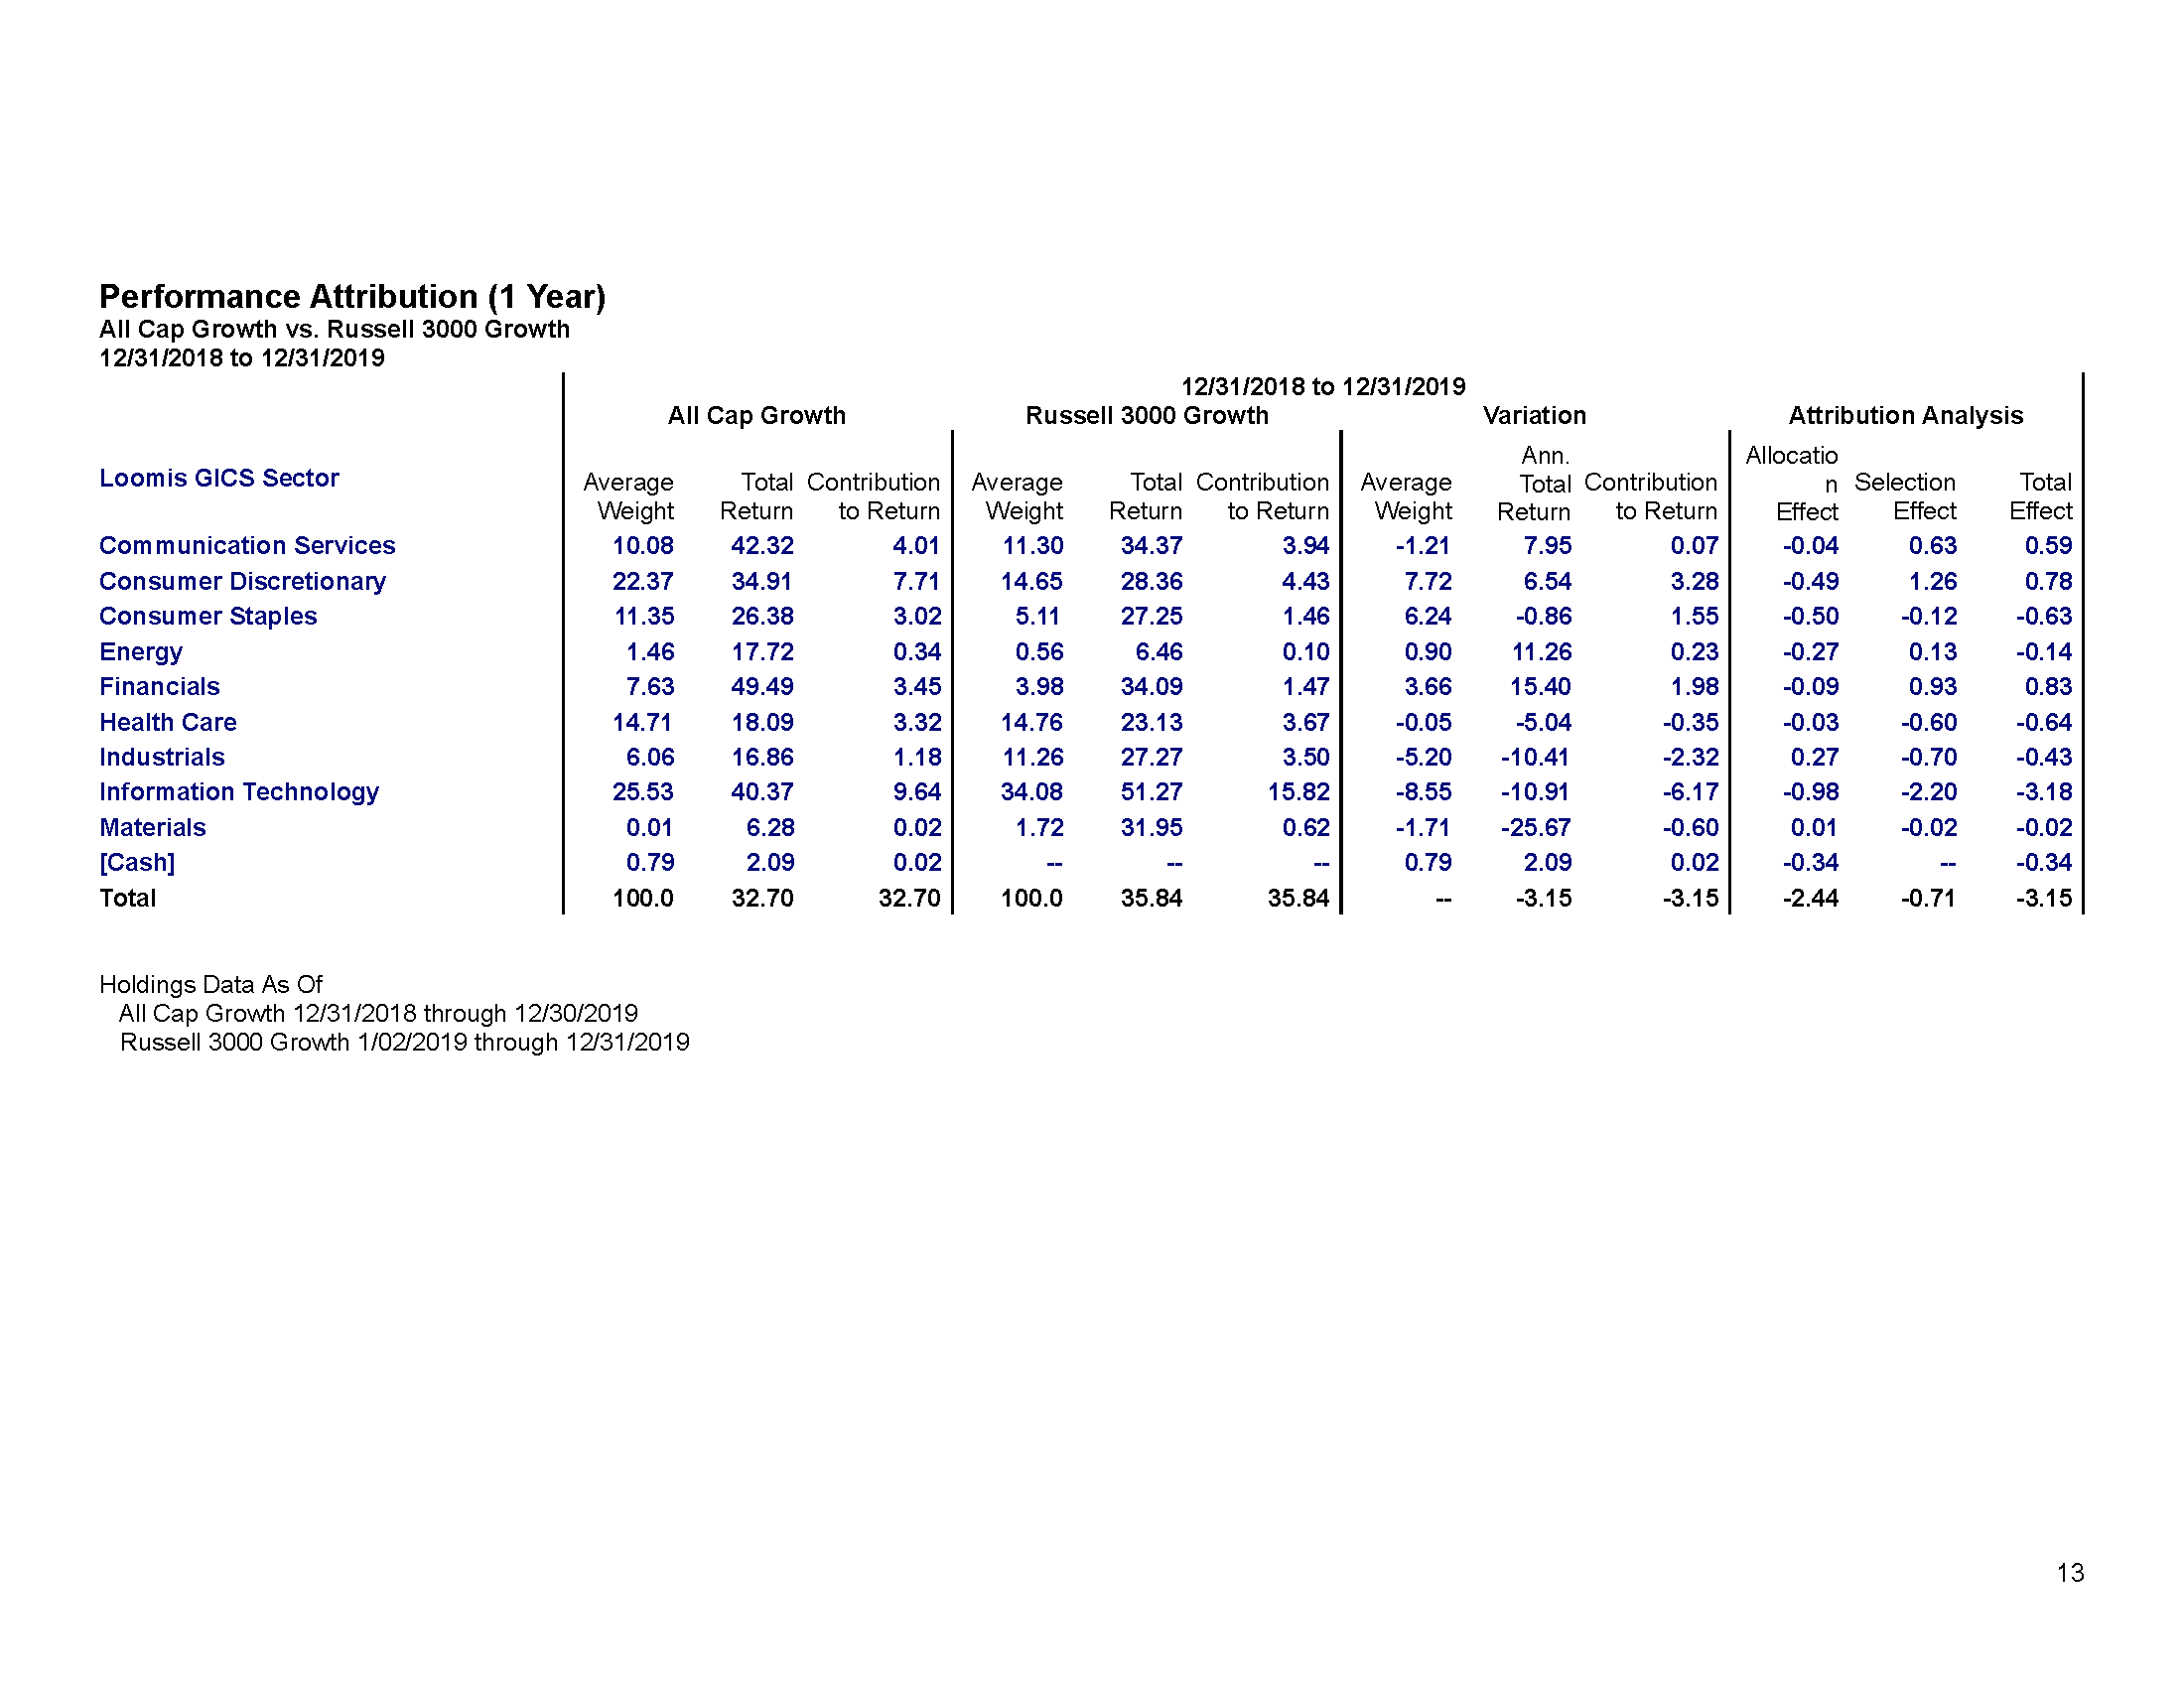 Performance Attribution (1 Year)
All Cap Growth vs. Russell 3000 Growth
12/31/2018 to 12/31/2019
12/31/2018 to 12/31/2019
All Cap Growth Russell 3000 Growth Variation Attribution Analysis
Loomis GICS Sector Average Weight Total Return Contribution to Return Average Weight Total Return Contribution to Return Average Weight Ann. Total Return Contribution to Return Allocatio n Effect Selection Effect Total Effect
Communication Services 10.08 42.32 4.01 11.30 34.37 3.94 -1.21 7.95 0.07 -0.04 0.63 0.59
Consumer Discretionary 22.37 34.91 7.71 14.65 28.36 4.43 7.72 6.54 3.28 -0.49 1.26 0.78
Consumer Staples 11.35 26.38 3.02 5.11 27.25 1.46 6.24 -0.86 1.55 -0.50 -0.12 -0.63
Energy 1.46 17.72 0.34 0.56 6.46 0.10 0.90 11.26 0.23 -0.27 0.13 -0.14
Financials 7.63 49.49 3.45 3.98 34.09 1.47 3.66 15.40 1.98 -0.09 0.93 0.83
Health Care 14.71 18.09 3.32 14.76 23.13 3.67 -0.05 -5.04 -0.35 -0.03 -0.60 -0.64
Industrials 6.06 16.86 1.18 11.26 27.27 3.50 -5.20 -10.41 -2.32 0.27 -0.70 -0.43
Information Technology 25.53 40.37 9.64 34.08 51.27 15.82 -8.55 -10.91 -6.17 -0.98 -2.20 -3.18
Materials 0.01 6.28 0.02 1.72 31.95 0.62 -1.71 -25.67 -0.60 0.01 -0.02 -0.02
[Cash] 0.79 2.09 0.02 -- -- -- 0.79 2.09 0.02 -0.34 -- -0.34
Total 100.0 32.70 32.70 100.0 35.84 35.84 -- -3.15 -3.15 -2.44 -0.71 -3.15
Holdings Data As Of
All Cap Growth 12/31/2018 through 12/30/2019
Russell 3000 Growth 1/02/2019 through 12/31/2019
13